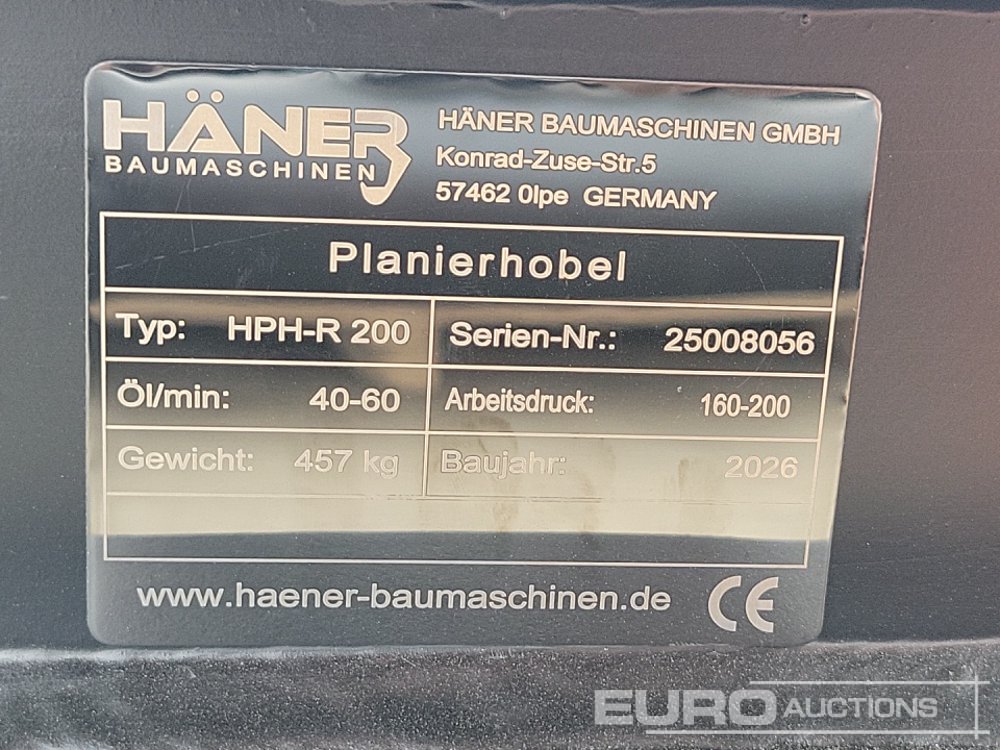 HÄNER
BAUMASCHINEN
HÄNER BAUMASCHINEN GMBH
Konrad-Zuse-Str.5
57462 Olpe GERMANY
Planierhobel
Typ: HPH-R 200
Serien-Nr.: 25008056
Öl/min: 40-60
Arbeitsdruck: 160-200
Gewicht: 457 kg
Baujahr: 2026
www.haener-baumaschinen.de
CE
EURO AUCTIONS